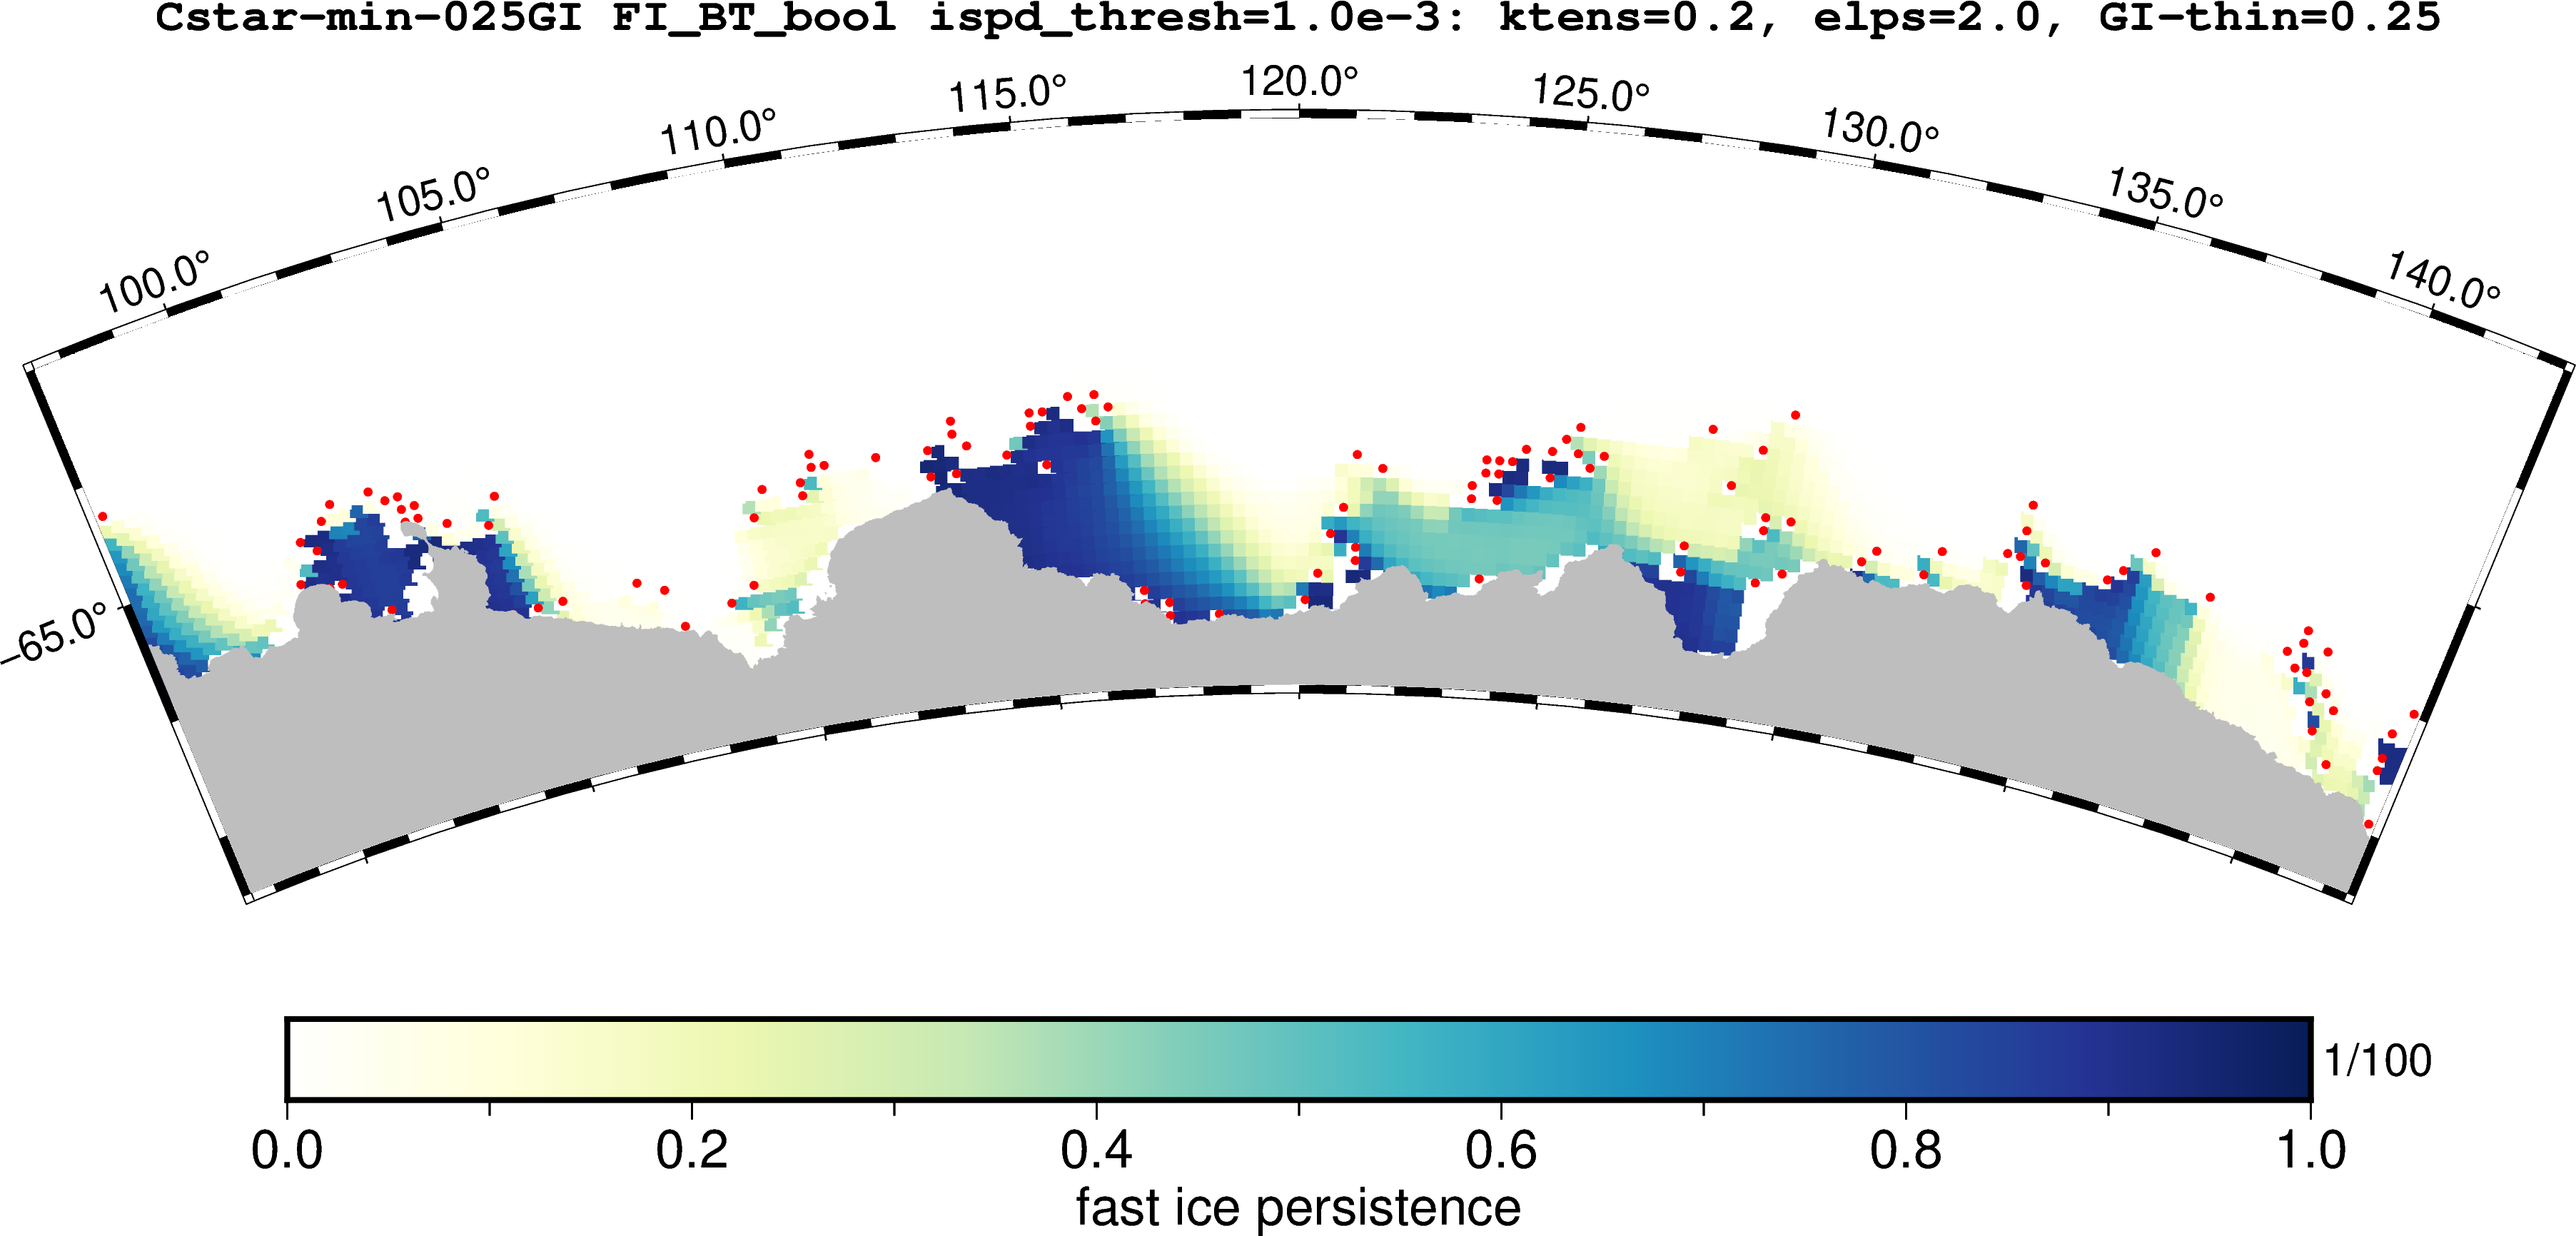 Cstar-min-025GI FI_BT_bool ispd_thresh=1.0e-3: ktens=0.2, elps=2.0, GI-thin=0.25
100.0° 105.0° 110.0° 115.0° 120.0° 125.0° 130.0° 135.0° 140.0°
−65.0°
1/100
0.0 0.2 0.4 0.6 0.8 1.0
fast ice persistence